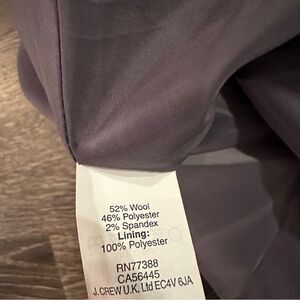 52% Wool
46% Polyester
2% Spandex
Lining:
100% Polyester
RN77388
CA56445
J.CREW U.K. Ltd EC4V 6JA